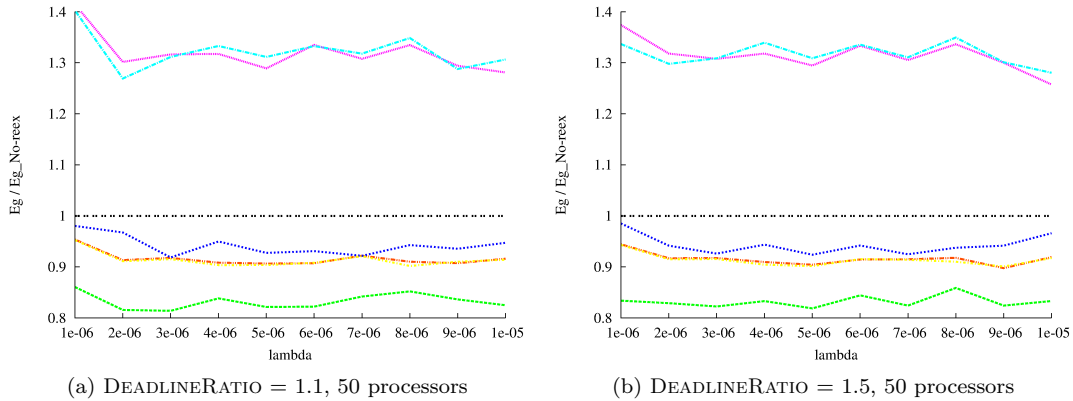 1.4
1.3
1.2
1.1
1
0.9
0.8
Eg / Eg_No-reex
1e-06 2e-06 3e-06 4e-06 5e-06 6e-06 7e-06 8e-06 9e-06 1e-05
lambda
(a) DEADLINERATIO = 1.1, 50 processors
1.4
1.3
1.2
1.1
1
0.9
0.8
Eg / Eg_No-reex
1e-06 2e-06 3e-06 4e-06 5e-06 6e-06 7e-06 8e-06 9e-06 1e-05
lambda
(b) DEADLINERATIO = 1.5, 50 processors